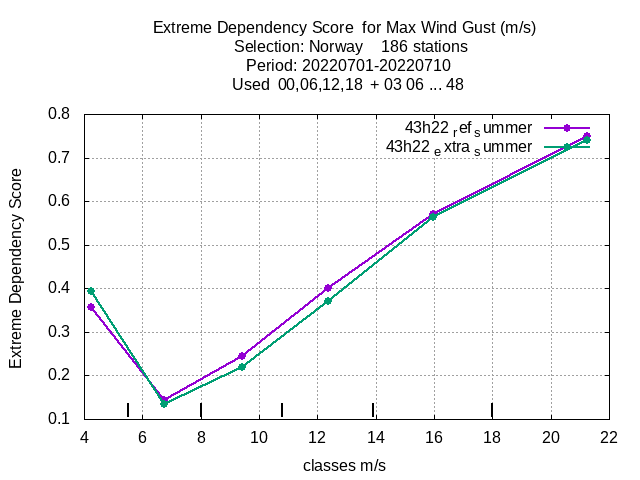 Extreme Dependency Score  for Max Wind Gust (m/s)
Selection: Norway    186 stations
Period: 20220701-20220710
Used  00,06,12,18  + 03 06 ... 48
43h22 ref summer
43h22 extra summer
Extreme Dependency Score
0.8
0.7
0.6
0.5
0.4
0.3
0.2
0.1
4 6 8 10 12 14 16 18 20 22
classes m/s